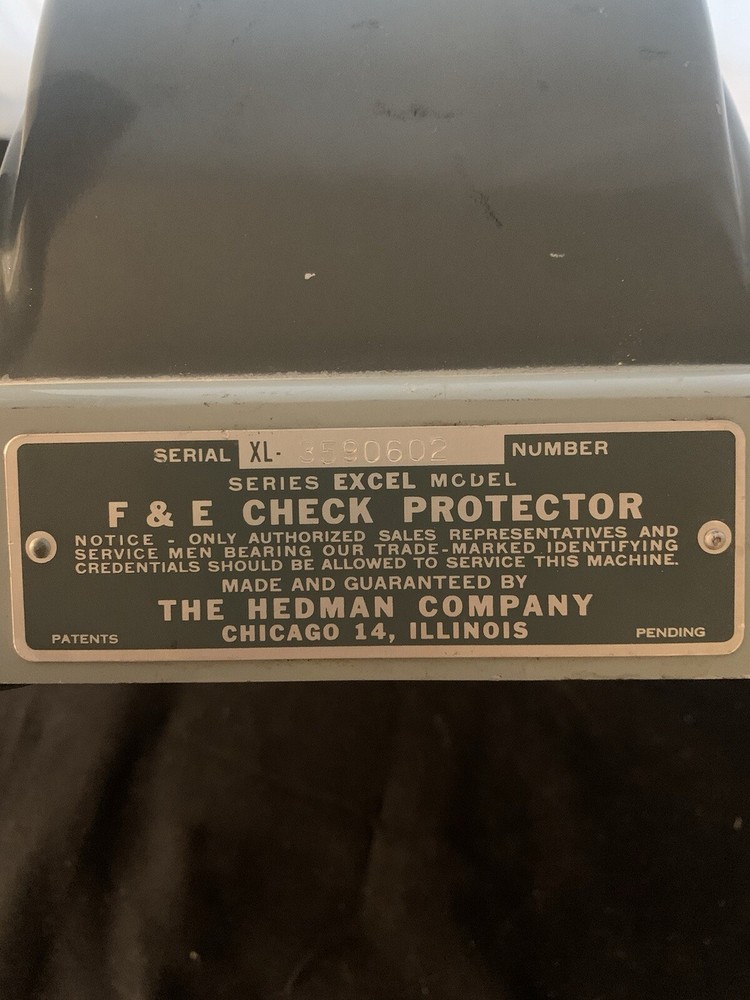 SERIAL XL- 3590602 NUMBER
SERIES EXCEL MODEL
F & E CHECK PROTECTOR
NOTICE - ONLY AUTHORIZED SALES REPRESENTATIVES AND
SERVICE MEN BEARING OUR TRADE-MARKED IDENTIFYING
CREDENTIALS SHOULD BE ALLOWED TO SERVICE THIS MACHINE.
MADE AND GUARANTEED BY
THE HEDMAN COMPANY
CHICAGO 14, ILLINOIS
PATENTS PENDING